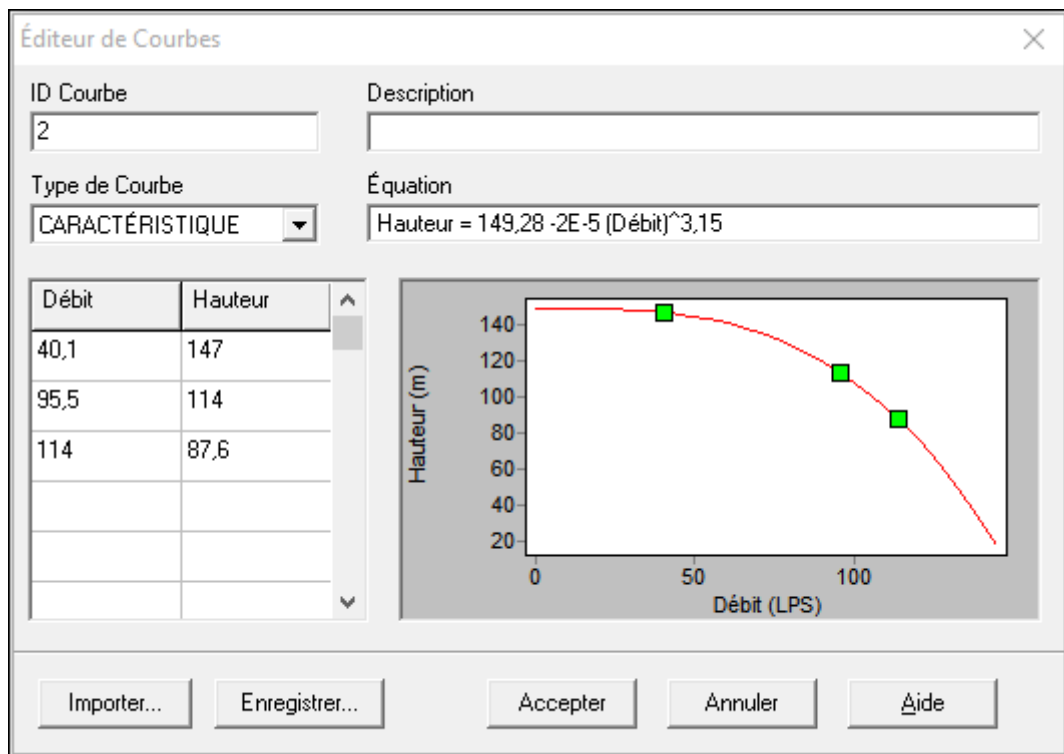 Éditeur de Courbes
ID Courbe Description
2
Type de Courbe Équation
CARACTÉRISTIQUE Hauteur = 149,28 -2E-5 (Débit)^3,15
Débit Hauteur
40,1 147
95,5 114
114 87,6
Hauteur (m)
140
120
100
80
60
40
20
0 50 100
Débit (LPS)
Importer... Enregistrer... Accepter Annuler Aide